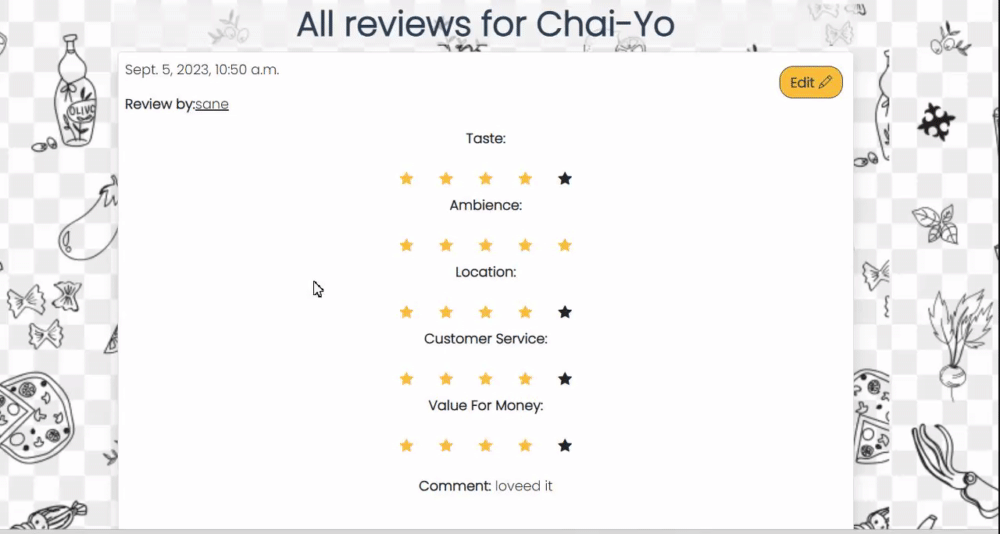 All reviews for Chai-Yo
Sept. 5, 2023, 10:50 a.m.
Edit
Review by:sane
Taste:
Ambience:
Location:
Customer Service:
Value For Money:
Comment: loveed it
OLIVO